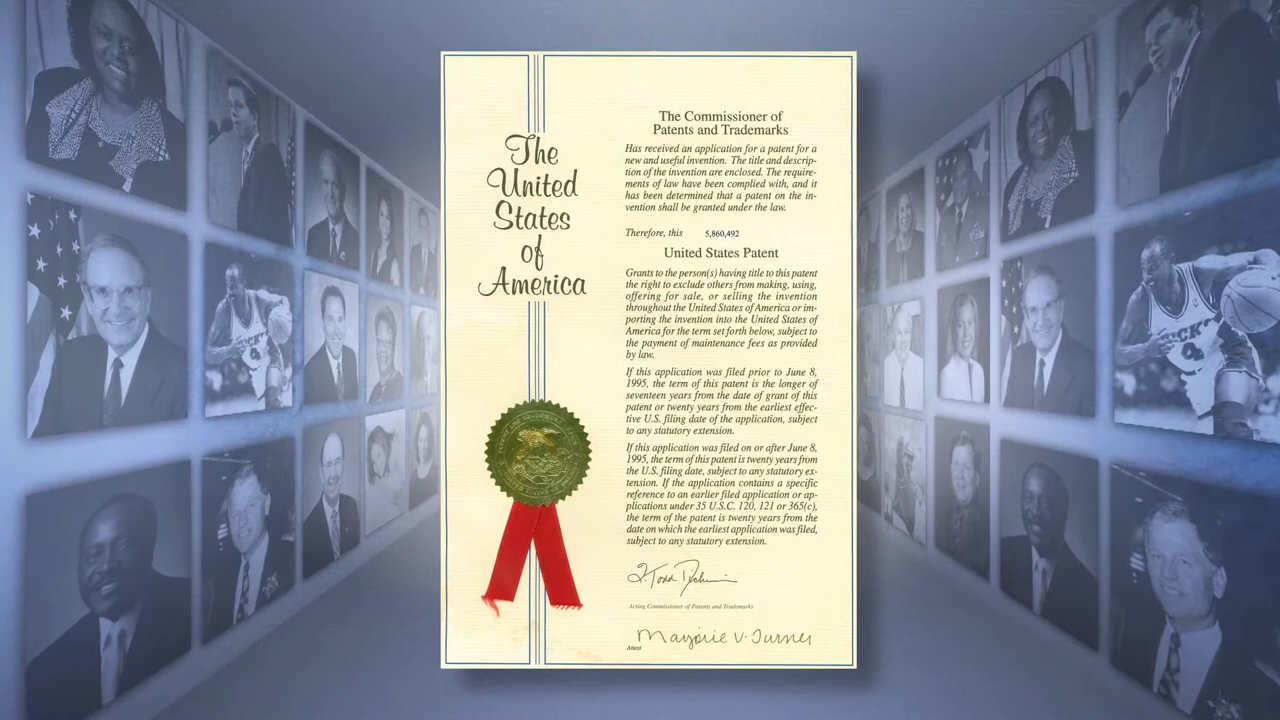 The
United
States
of
America
The Commissioner of
Patents and Trademarks
Has received an application for a patent for a
new and useful invention. The title and descrip-
tion of the invention are enclosed. The require-
ments of law have been complied with, and it
has been determined that a patent on the in-
vention shall be granted under the law.
Therefore, this 5,860,492
United States Patent
Grants to the person(s) having title to this patent
the right to exclude others from making, using,
offering for sale, or selling the invention
throughout the United States of America or im-
porting the invention into the United States of
America for the term set forth below, subject to
the payment of maintenance fees as provided
by law.
If this application was filed prior to June 8,
1995, the term of this patent is the longer of
seventeen years from the date of grant of this
patent or twenty years from the earliest effec-
tive U.S. filing date of the application, subject
to any statutory extension.
If this application was filed on or after June 8,
1995, the term of this patent is twenty years from
the U.S. filing date, subject to any statutory ex-
tension. If the application contains a specific
reference to an earlier filed application or ap-
plications under 35 U.S.C. 120, 121 or 365(c),
the term of the patent is twenty years from the
date on which the earliest application was filed,
subject to any statutory extension.
Acting Commissioner of Patents and Trademarks
Marjorie V. Turner
Attest
4
4